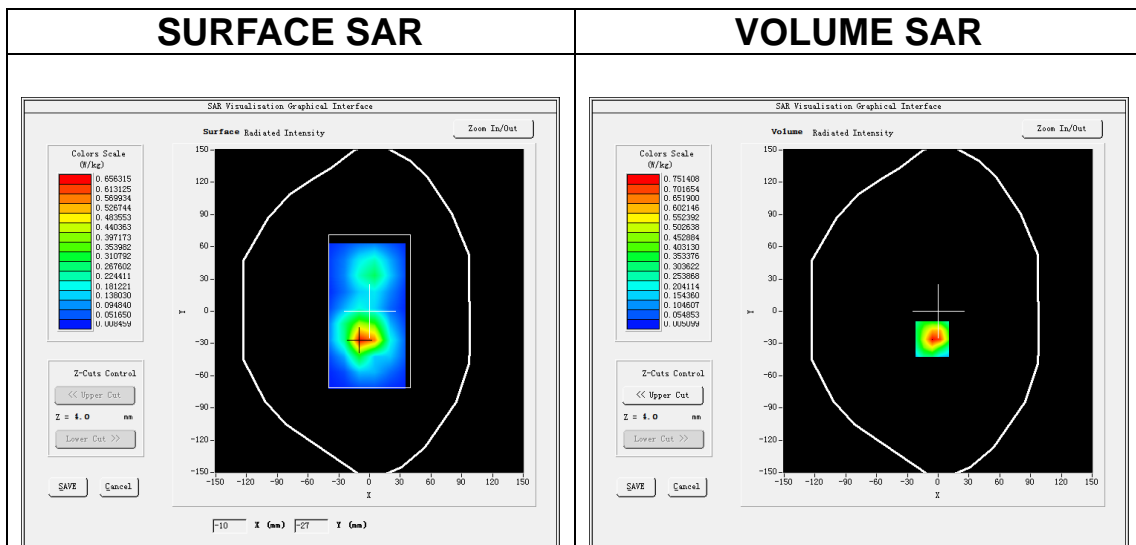 SURFACE SAR
VOLUME SAR
SAR Visualisation Graphical Interface
Surface Radiated Intensity
Zoom In/Out
Colors Scale
(W/kg)
0.656315
0.613125
0.569934
0.526744
0.483553
0.440363
0.397173
0.353982
0.310792
0.267602
0.224411
0.181221
0.138030
0.094840
0.051650
0.008459
150
120
90
60
30
0
-30
-60
-90
-120
-150
Y
-150 -120 -90 -60 -30 0 30 60 90 120 150
X
Z-Cuts Control
<< Upper Cut
Z = 4.0 mm
Lower Cut >>
SAVE Cancel
-10 X (mm) -27 Y (mm)
SAR Visualisation Graphical Interface
Volume Radiated Intensity
Zoom In/Out
Colors Scale
(W/kg)
0.751408
0.701654
0.651900
0.602146
0.552392
0.502638
0.452884
0.403130
0.353376
0.303622
0.253868
0.204114
0.154360
0.104607
0.054853
0.005099
150
120
90
60
30
0
-30
-60
-90
-120
-150
Y
-150 -120 -90 -60 -30 0 30 60 90 120 150
X
Z-Cuts Control
<< Upper Cut
Z = 4.0 mm
Lower Cut >>
SAVE Cancel